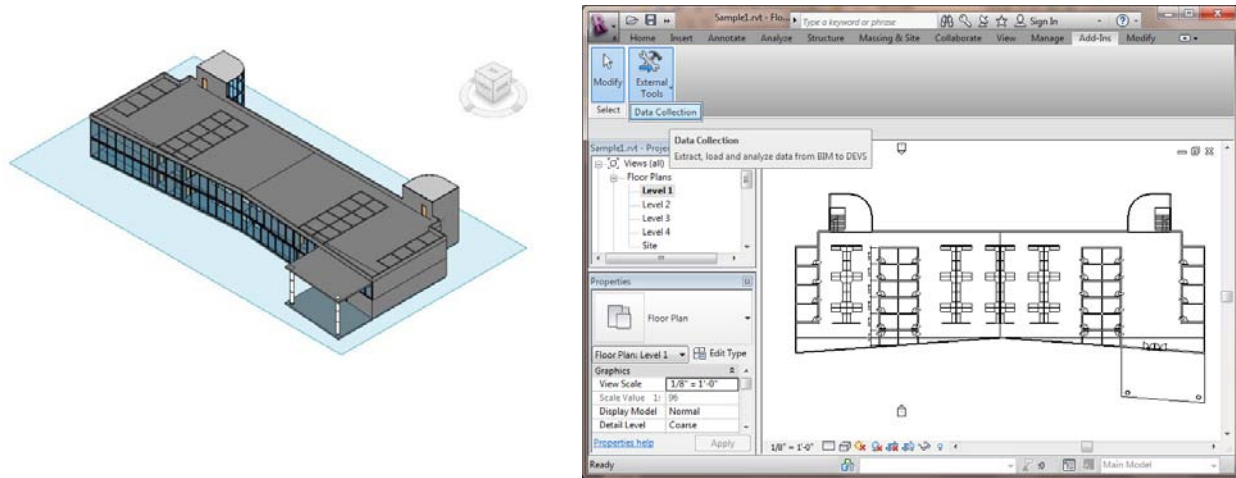 Sample1.rvt - Flo...
Type a keyword or phrase
Sign In
Home Insert Annotate Analyze Structure Massing & Site Collaborate View Manage Add-Ins Modify
Modify
External
Tools
Select
Data Collection
Data Collection
Extract, load and analyze data from BIM to DEVS
Sample1.rvt - Proje
Views (all)
Floor Plans
Level 1
Level 2
Level 3
Level 4
Site
Properties
Floor Plan
Floor Plan: Level 1
Edit Type
Graphics
View Scale 1/8" = 1'-0"
Scale Value 1: 96
Display Model Normal
Detail Level Coarse
Properties help
Apply
1/8" = 1'-0"
Ready
:0
Main Model